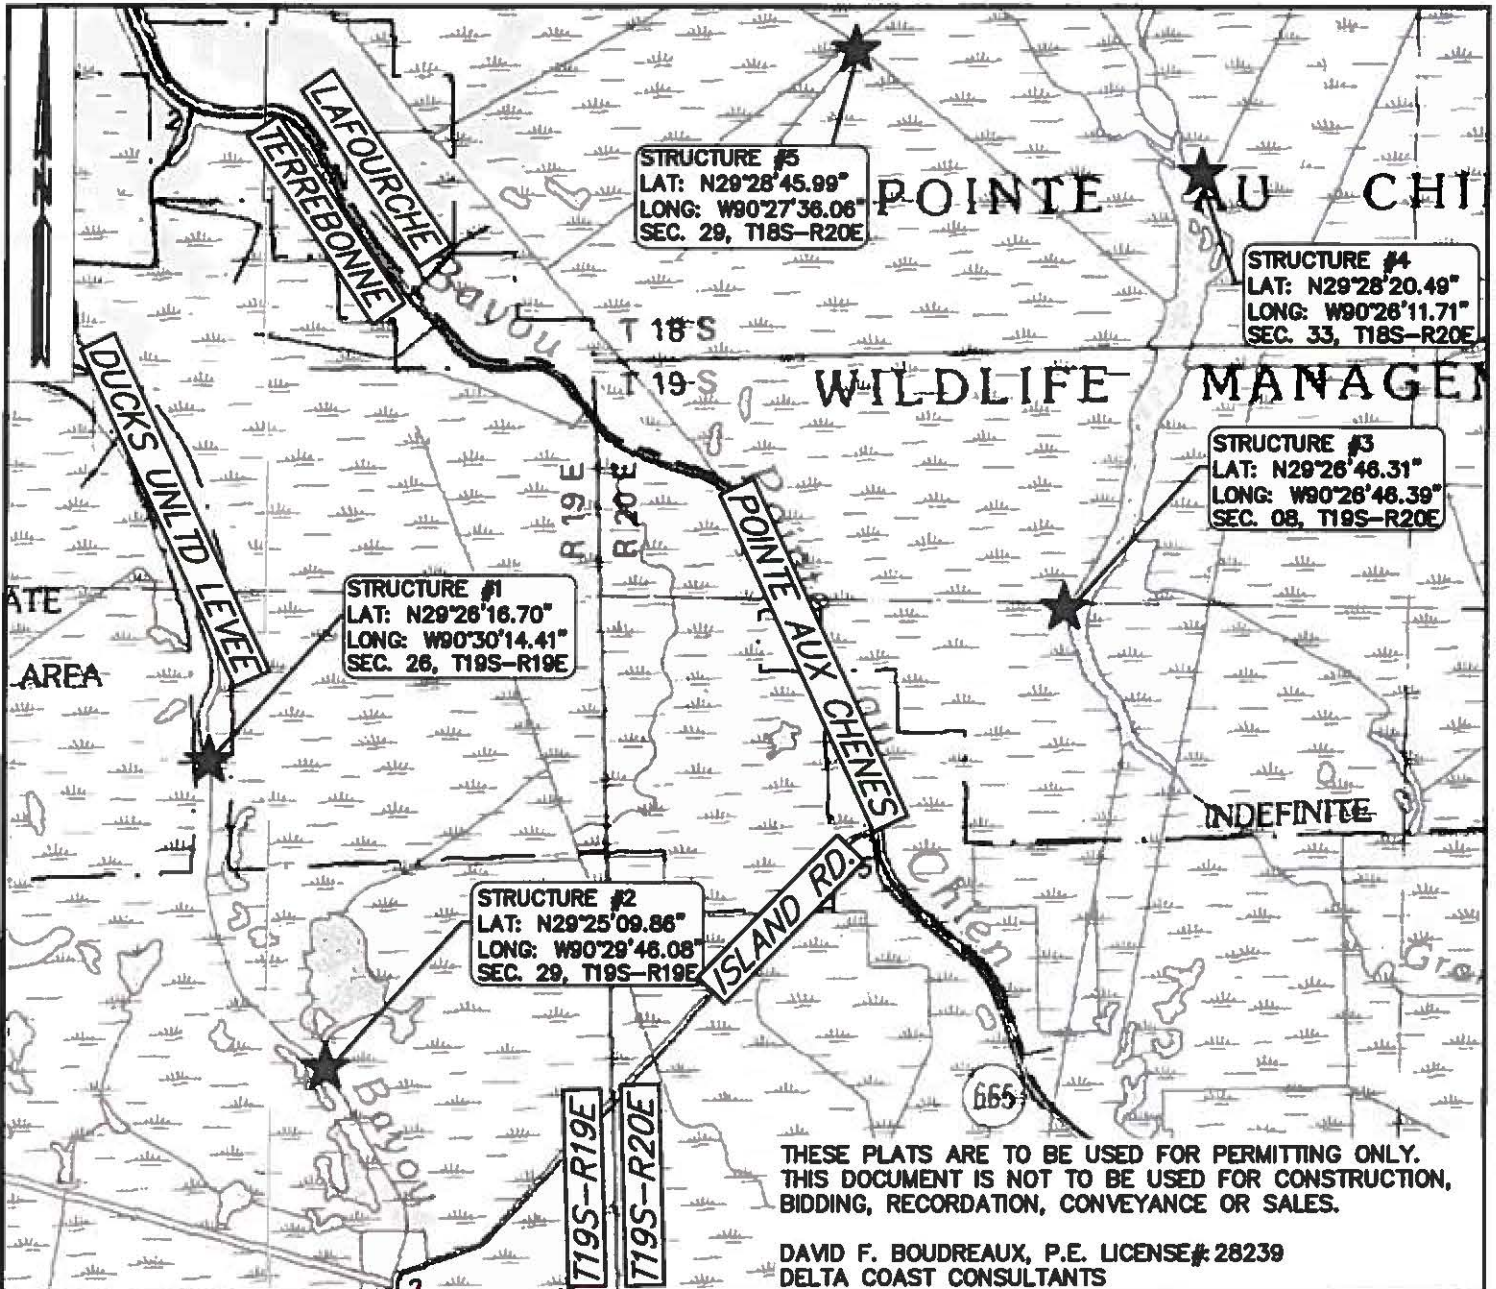 N
2
LAFOURCHE
TERREBONNE
STRUCTURE #5
LAT: N29°28'45.99"
LONG: W90°27'36.06"
SEC. 29, T18S-R20E
POINTE AU CHI
STRUCTURE #4
LAT: N29°28'20.49"
LONG: W90°26'11.71"
SEC. 33, T18S-R20E
Bayou
T 18 S
T 19 S
WILDLIFE MANAGEM
DUCKS UNLTD LEVEE
STRUCTURE #3
LAT: N29°26'46.31"
LONG: W90°26'46.39"
SEC. 08, T19S-R20E
R 19 E
R 20 E
POINTE AUX CHENES
ATE
AREA
STRUCTURE #1
LAT: N29°26'16.70"
LONG: W90°30'14.41"
SEC. 26, T19S-R19E
INDEFINITE
ISLAND RD.
Chien
STRUCTURE #2
LAT: N29°25'09.86"
LONG: W90°29'46.08"
SEC. 29, T19S-R19E
Bayou
665
T19S-R19E
T19S-R20E
THESE PLATS ARE TO BE USED FOR PERMITTING ONLY.
THIS DOCUMENT IS NOT TO BE USED FOR CONSTRUCTION,
BIDDING, RECORDATION, CONVEYANCE OR SALES.
DAVID F. BOUDREAUX, P.E. LICENSE#: 28239
DELTA COAST CONSULTANTS